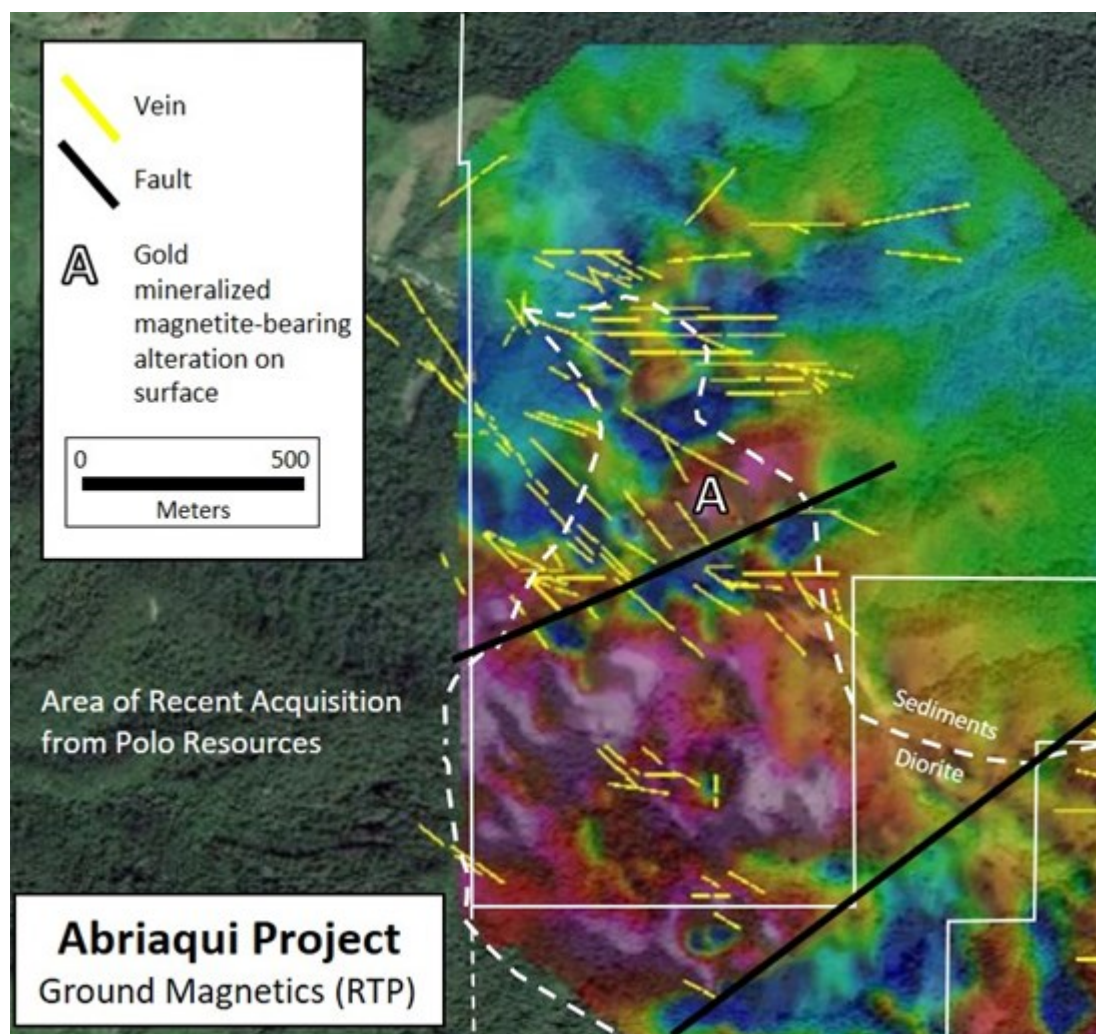 Vein
Fault
A
Gold
mineralized
magnetite-bearing
alteration on
surface
0 500
Meters
A
Area of Recent Acquisition
from Polo Resources
Sediments
Diorite
Abriaqui Project
Ground Magnetics (RTP)